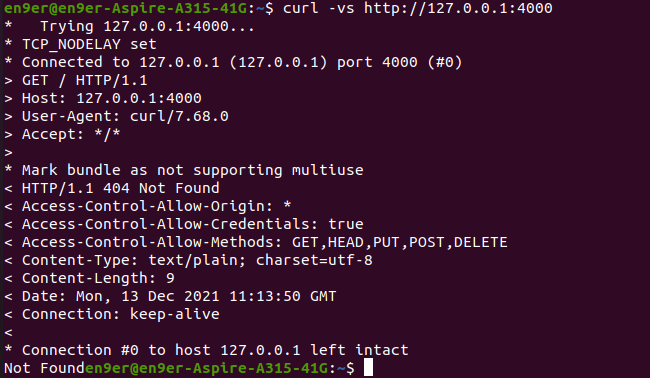 en9er@en9er-Aspire-A315-41G:~$ curl -vs http://127.0.0.1:4000
*   Trying 127.0.0.1:4000...
* TCP_NODELAY set
* Connected to 127.0.0.1 (127.0.0.1) port 4000 (#0)
> GET / HTTP/1.1
> Host: 127.0.0.1:4000
> User-Agent: curl/7.68.0
> Accept: */*
>
* Mark bundle as not supporting multiuse
< HTTP/1.1 404 Not Found
< Access-Control-Allow-Origin: *
< Access-Control-Allow-Credentials: true
< Access-Control-Allow-Methods: GET,HEAD,PUT,POST,DELETE
< Content-Type: text/plain; charset=utf-8
< Content-Length: 9
< Date: Mon, 13 Dec 2021 11:13:50 GMT
< Connection: keep-alive
<
* Connection #0 to host 127.0.0.1 left intact
Not Founden9er@en9er-Aspire-A315-41G:~$